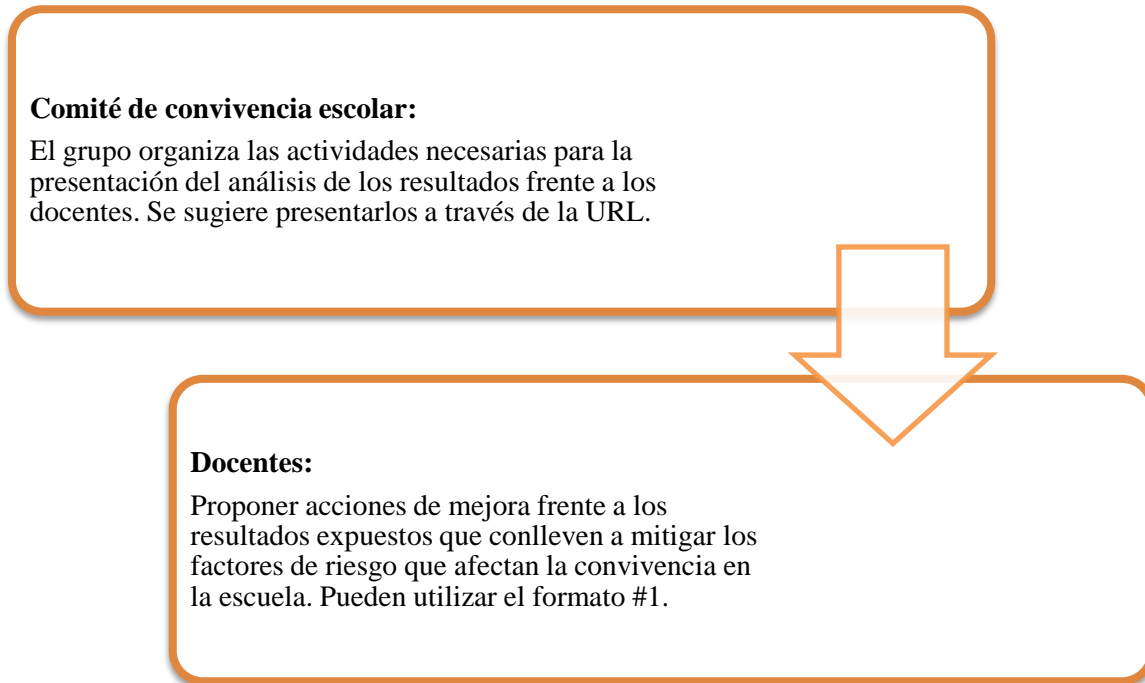 Comité de convivencia escolar:
El grupo organiza las actividades necesarias para la
presentación del análisis de los resultados frente a los
docentes. Se sugiere presentarlos a través de la URL.
Docentes:
Proponer acciones de mejora frente a los
resultados expuestos que conlleven a mitigar los
factores de riesgo que afectan la convivencia en
la escuela. Pueden utilizar el formato #1.